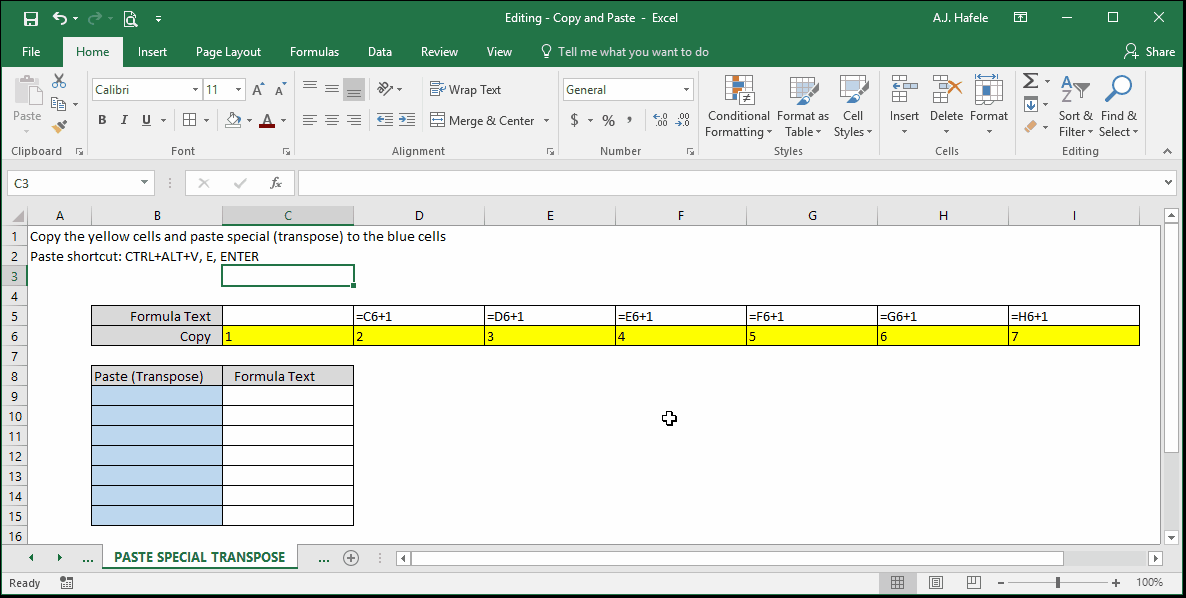 Editing - Copy and Paste - Excel
A.J. Hafele
File Home Insert Page Layout Formulas Data Review View Tell me what you want to do Share
Paste
Calibri 11
B I U A
Wrap Text
Merge & Center
General
$ % ,
Conditional Formatting
Format as Table
Cell Styles
Insert
Delete
Format
Sort & Filter
Find & Select
Clipboard Font Alignment Number Styles Cells Editing
C3 fx
A B C D E F G H I
1 Copy the yellow cells and paste special (transpose) to the blue cells
2 Paste shortcut: CTRL+ALT+V, E, ENTER
3
4
5 Formula Text =C6+1 =D6+1 =E6+1 =F6+1 =G6+1 =H6+1
6 Copy 1 2 3 4 5 6 7
7
8 Paste (Transpose) Formula Text
9
10
11
12
13
14
15
16
... PASTE SPECIAL TRANSPOSE ...
Ready 100%